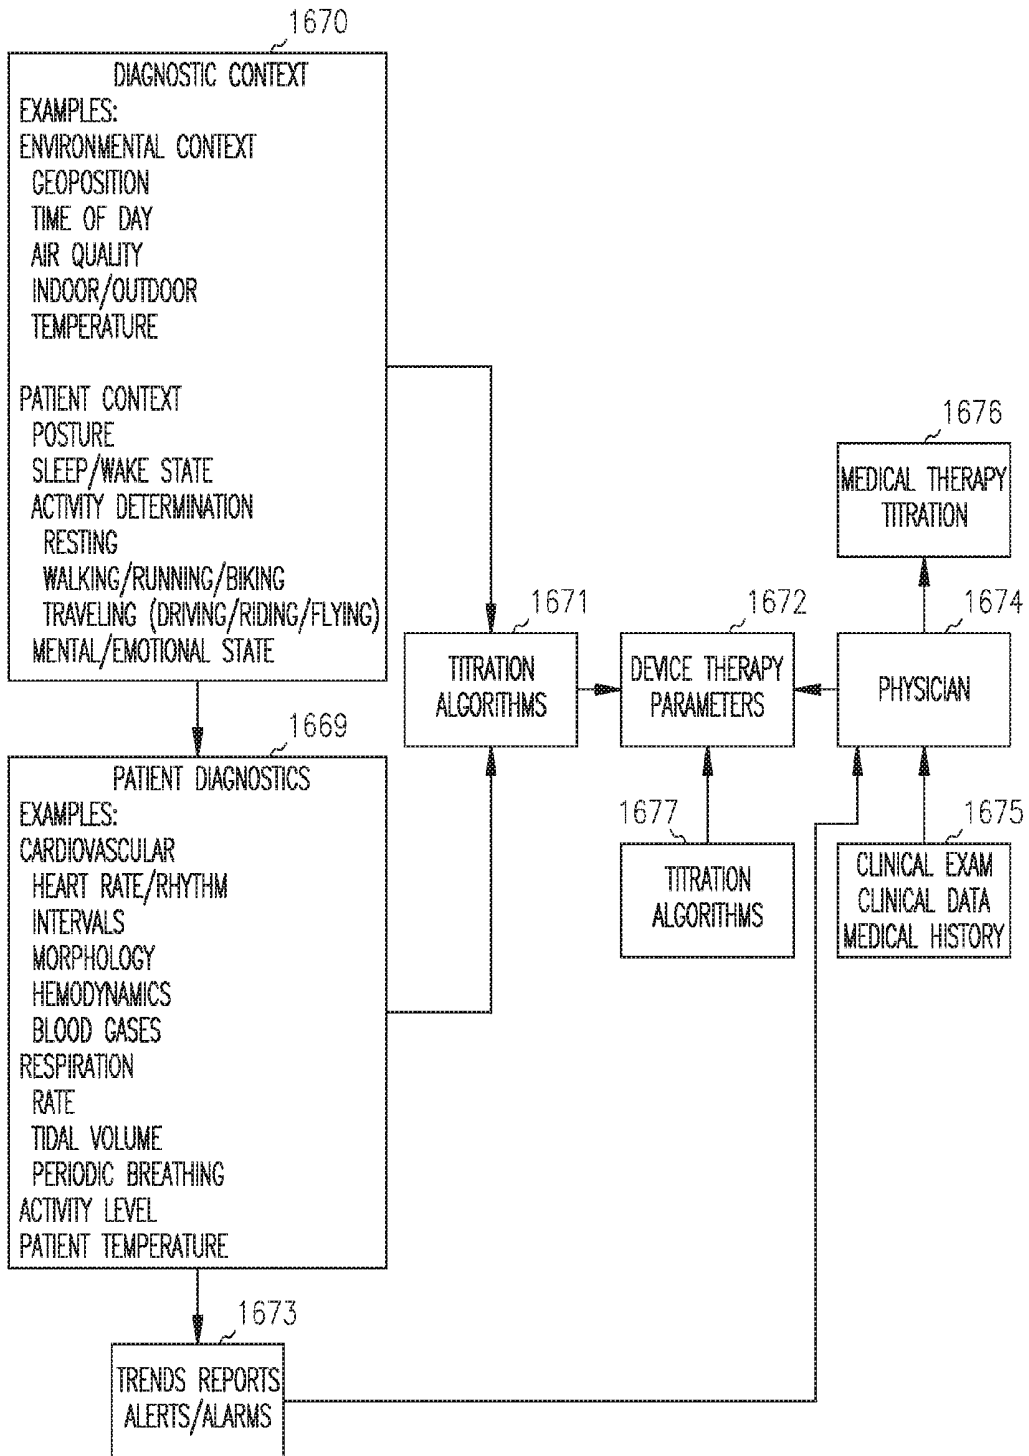 1670
DIAGNOSTIC CONTEXT
EXAMPLES:
ENVIRONMENTAL CONTEXT
GEOPOSITION
TIME OF DAY
AIR QUALITY
INDOOR/OUTDOOR
TEMPERATURE
PATIENT CONTEXT
POSTURE
SLEEP/WAKE STATE
ACTIVITY DETERMINATION
RESTING
WALKING/RUNNING/BIKING
TRAVELING (DRIVING/RIDING/FLYING)
MENTAL/EMOTIONAL STATE
1669
PATIENT DIAGNOSTICS
EXAMPLES:
CARDIOVASCULAR
HEART RATE/RHYTHM
INTERVALS
MORPHOLOGY
HEMODYNAMICS
BLOOD GASES
RESPIRATION
RATE
TIDAL VOLUME
PERIODIC BREATHING
ACTIVITY LEVEL
PATIENT TEMPERATURE
1673
TRENDS REPORTS
ALERTS/ALARMS
1671
TITRATION
ALGORITHMS
1672
DEVICE THERAPY
PARAMETERS
1677
TITRATION
ALGORITHMS
1676
MEDICAL THERAPY
TITRATION
1674
PHYSICIAN
1675
CLINICAL EXAM
CLINICAL DATA
MEDICAL HISTORY